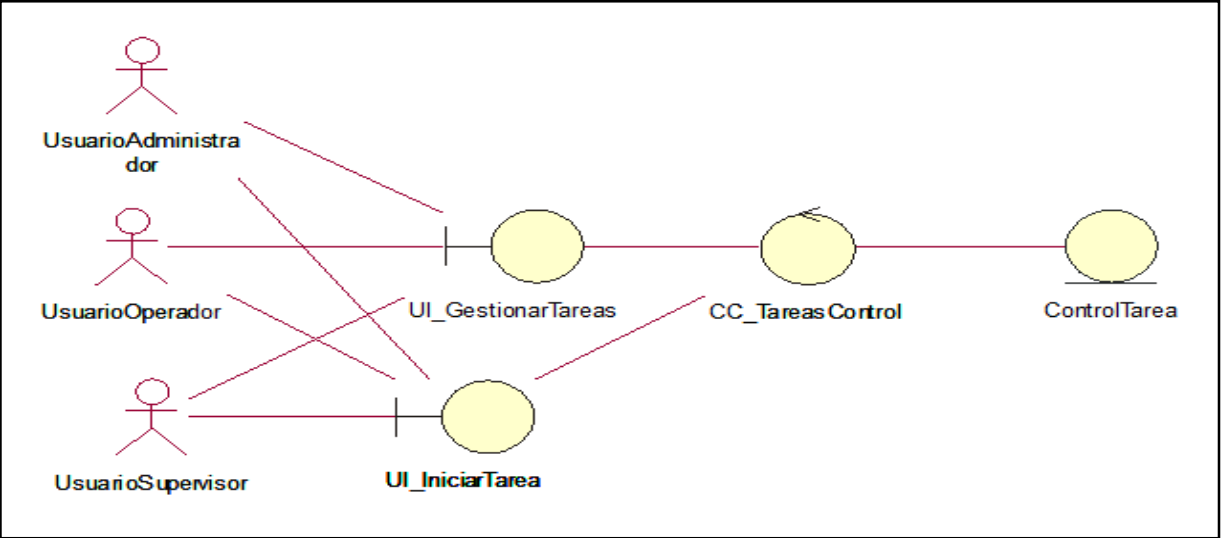 UsuarioAdministra
dor
UsuarioOperador
UI_GestionarTareas
CC_TareasControl
ControlTarea
UsuarioSupervisor
UI_IniciarTarea